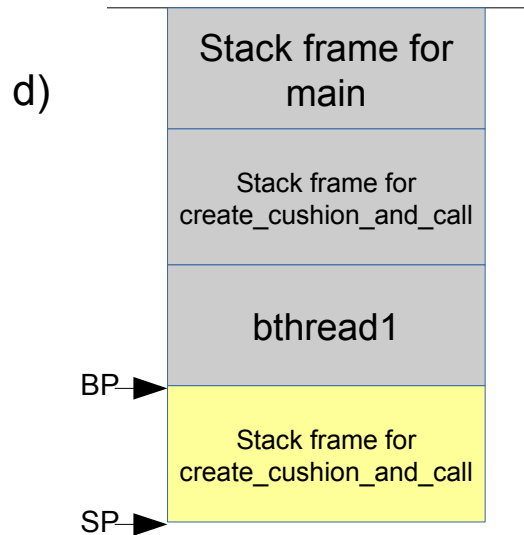 d)
Stack frame for
main
Stack frame for
create_cushion_and_call
bthread1
BP
Stack frame for
create_cushion_and_call
SP